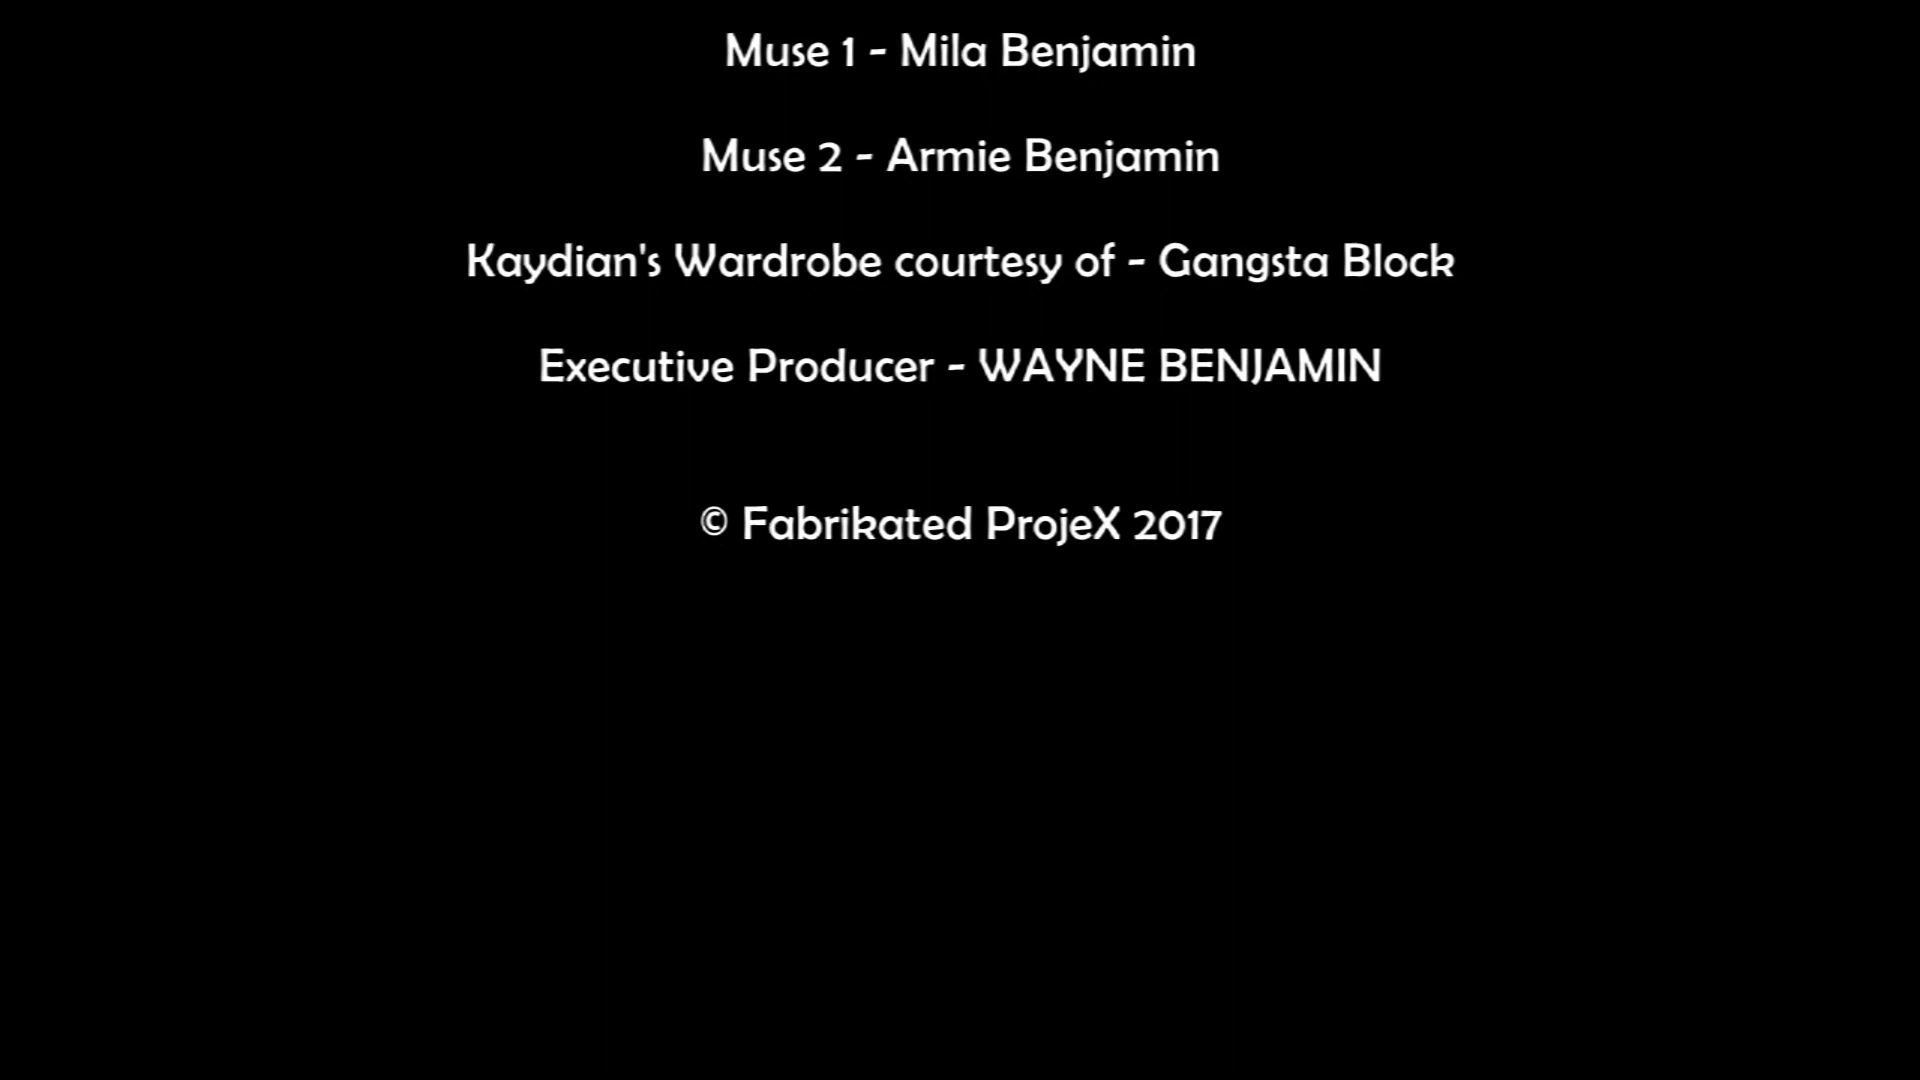 Muse 1 - Mila Benjamin
Muse 2 - Armie Benjamin
Kaydian's Wardrobe courtesy of - Gangsta Block
Executive Producer - WAYNE BENJAMIN
© Fabrikated ProjeX 2017